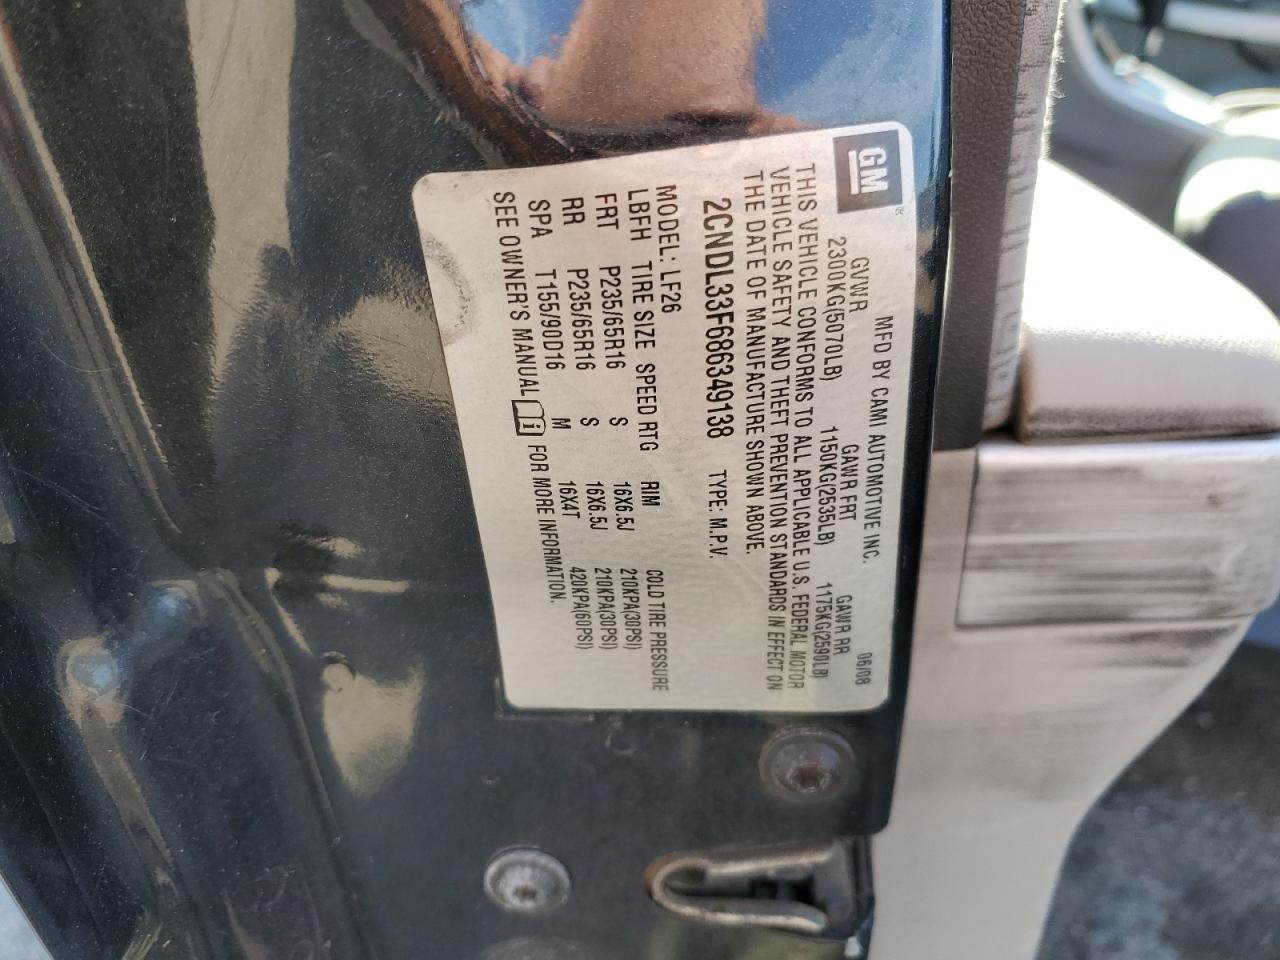 GM
MFD BY CAMI AUTOMOTIVE INC. 06/08
GVWR GAWR FRT GAWR RR
2300KG(5070LB) 1150KG(2535LB) 1175KG(2590LB)
THIS VEHICLE CONFORMS TO ALL APPLICABLE U.S. FEDERAL MOTOR
VEHICLE SAFETY AND THEFT PREVENTION STANDARDS IN EFFECT ON
THE DATE OF MANUFACTURE SHOWN ABOVE.
2CNDL33F686349138 TYPE: M.P.V.
MODEL: LF26
LBFH TIRE SIZE SPEED RTG RIM COLD TIRE PRESSURE
FRT P235/65R16 S 16X6.5J 210KPA(30PSI)
RR P235/65R16 S 16X6.5J 210KPA(30PSI)
SPA T155/90D16 M 16X4T 420KPA(60PSI)
SEE OWNER'S MANUAL i FOR MORE INFORMATION.